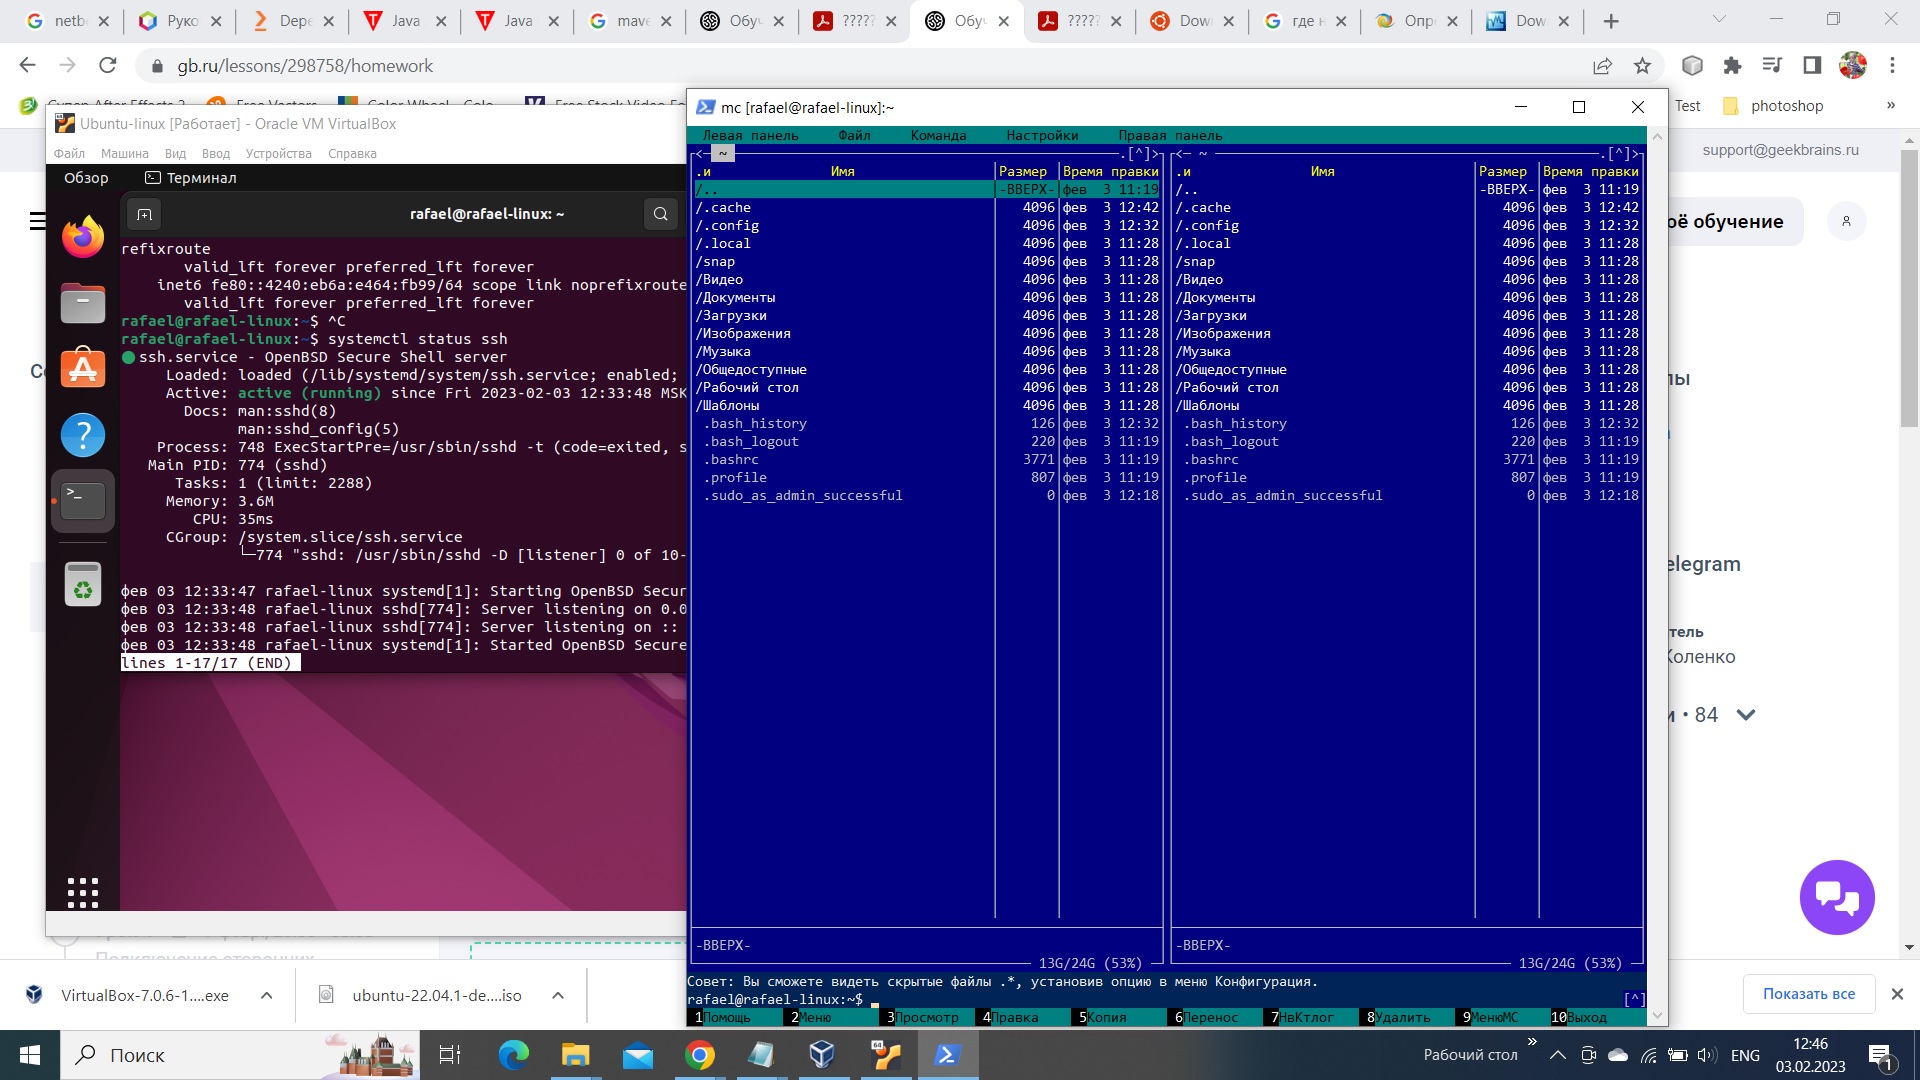 netb
Руко
Depe
Java
Java
mave
Обуч
?????
Обуч
?????
Down
где н
Опр
Down
gb.ru/lessons/298758/homework
Супер After Effects 2
Free Vectors
Color Wheel - Colo
Free Stock Video Fo
Test
photoshop
»
support@geekbrains.ru
оё обучение
elegram
тель
Коленко
• 84
Ubuntu-linux [Работает] - Oracle VM VirtualBox
Файл Машина Вид Ввод Устройства Справка
Обзор Терминал
rafael@rafael-linux: ~
refixroute
valid_lft forever preferred_lft forever
inet6 fe80::4240:eb6a:e464:fb99/64 scope link noprefixroute
valid_lft forever preferred_lft forever
rafael@rafael-linux:~$ ^C
rafael@rafael-linux:~$ systemctl status ssh
ssh.service - OpenBSD Secure Shell server
Loaded: loaded (/lib/systemd/system/ssh.service; enabled;
Active: active (running) since Fri 2023-02-03 12:33:48 MSK
Docs: man:sshd(8)
man:sshd_config(5)
Process: 748 ExecStartPre=/usr/sbin/sshd -t (code=exited, s
Main PID: 774 (sshd)
Tasks: 1 (limit: 2288)
Memory: 3.6M
CPU: 35ms
CGroup: /system.slice/ssh.service
└─774 "sshd: /usr/sbin/sshd -D [listener] 0 of 10-
фев 03 12:33:47 rafael-linux systemd[1]: Starting OpenBSD Secur
фев 03 12:33:48 rafael-linux sshd[774]: Server listening on 0.0
фев 03 12:33:48 rafael-linux sshd[774]: Server listening on ::
фев 03 12:33:48 rafael-linux systemd[1]: Started OpenBSD Secure
lines 1-17/17 (END)
mc [rafael@rafael-linux]:~
Левая панель Файл Команда Настройки Правая панель
<─ ~ .[^]> <─ ~ .[^]>
.и Имя Размер Время правки .и Имя Размер Время правки
/.. -ВВЕРХ- фев 3 11:19 /.. -ВВЕРХ- фев 3 11:19
/.cache 4096 фев 3 12:42 /.cache 4096 фев 3 12:42
/.config 4096 фев 3 12:32 /.config 4096 фев 3 12:32
/.local 4096 фев 3 11:28 /.local 4096 фев 3 11:28
/snap 4096 фев 3 11:28 /snap 4096 фев 3 11:28
/Видео 4096 фев 3 11:28 /Видео 4096 фев 3 11:28
/Документы 4096 фев 3 11:28 /Документы 4096 фев 3 11:28
/Загрузки 4096 фев 3 11:28 /Загрузки 4096 фев 3 11:28
/Изображения 4096 фев 3 11:28 /Изображения 4096 фев 3 11:28
/Музыка 4096 фев 3 11:28 /Музыка 4096 фев 3 11:28
/Общедоступные 4096 фев 3 11:28 /Общедоступные 4096 фев 3 11:28
/Рабочий стол 4096 фев 3 11:28 /Рабочий стол 4096 фев 3 11:28
/Шаблоны 4096 фев 3 11:28 /Шаблоны 4096 фев 3 11:28
.bash_history 126 фев 3 12:32 .bash_history 126 фев 3 12:32
.bash_logout 220 фев 3 11:19 .bash_logout 220 фев 3 11:19
.bashrc 3771 фев 3 11:19 .bashrc 3771 фев 3 11:19
.profile 807 фев 3 11:19 .profile 807 фев 3 11:19
.sudo_as_admin_successful 0 фев 3 12:18 .sudo_as_admin_successful 0 фев 3 12:18
-ВВЕРХ- -ВВЕРХ-
13G/24G (53%) 13G/24G (53%)
Совет: Вы сможете видеть скрытые файлы .*, установив опцию в меню Конфигурация.
rafael@rafael-linux:~$ [^]
1Помощь 2Меню 3Просмотр 4Правка 5Копия 6Перенос 7НвКтлог 8Удалить 9МенюMC 10Выход
VirtualBox-7.0.6-1....exe
ubuntu-22.04.1-de....iso
Показать все
Поиск
Рабочий стол » ENG
12:46
03.02.2023
1